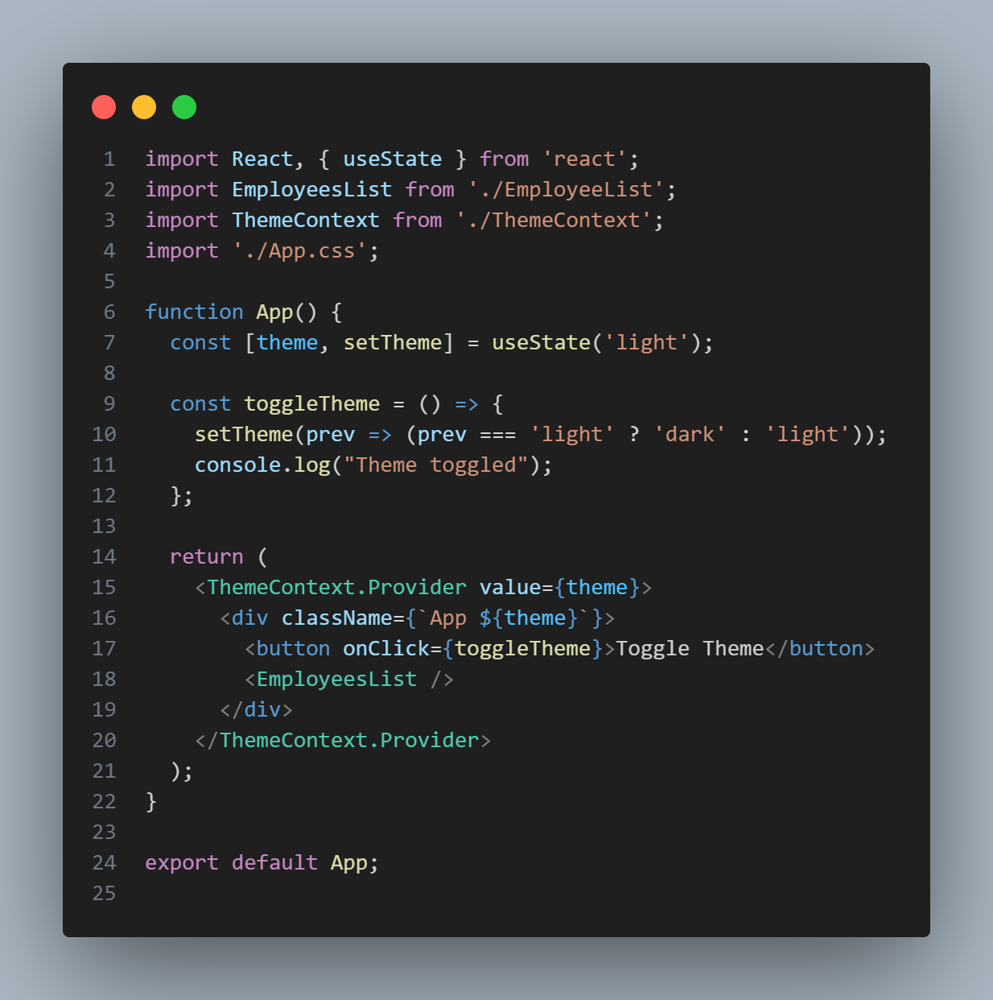 1 import React, { useState } from 'react';
2 import EmployeesList from './EmployeeList';
3 import ThemeContext from './ThemeContext';
4 import './App.css';
5
6 function App() {
7   const [theme, setTheme] = useState('light');
8
9   const toggleTheme = () => {
10     setTheme(prev => (prev === 'light' ? 'dark' : 'light'));
11     console.log("Theme toggled");
12   };
13
14   return (
15     <ThemeContext.Provider value={theme}>
16       <div className={`App ${theme}`}>
17         <button onClick={toggleTheme}>Toggle Theme</button>
18         <EmployeesList />
19       </div>
20     </ThemeContext.Provider>
21   );
22 }
23
24 export default App;
25